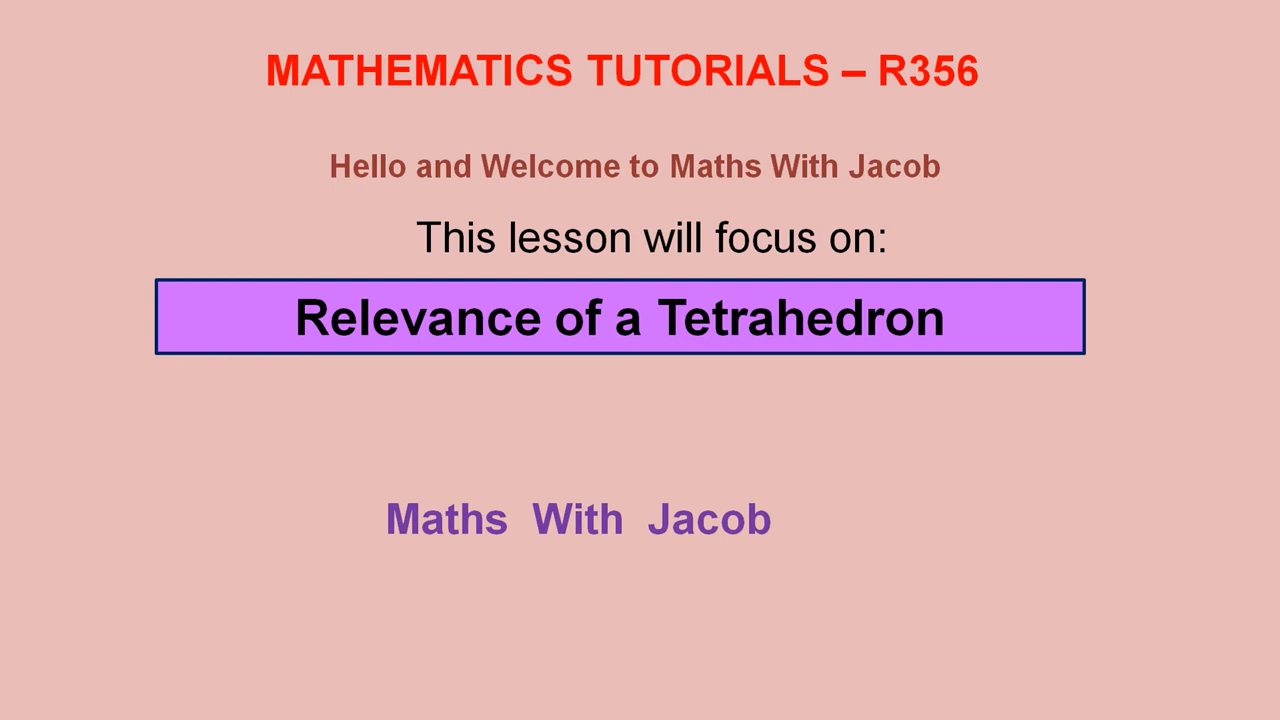 MATHEMATICS TUTORIALS – R356
Hello and Welcome to Maths With Jacob
This lesson will focus on:
Relevance of a Tetrahedron
Maths With Jacob